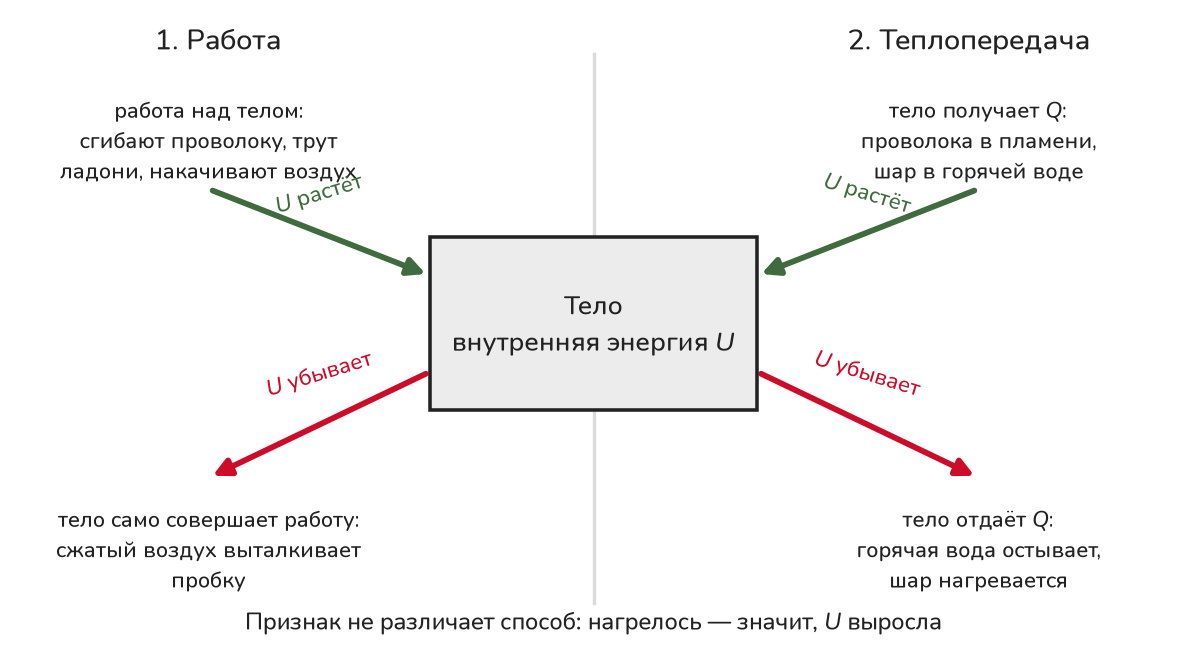 1. Работа
работа над телом:
сгибают проволоку, трут
ладони, накачивают воздух
U растёт
2. Теплопередача
тело получает Q:
проволока в пламени,
шар в горячей воде
U растёт
Тело
внутренняя энергия U
U убывает
тело само совершает работу:
сжатый воздух выталкивает
пробку
U убывает
тело отдаёт Q:
горячая вода остывает,
шар нагревается
Признак не различает способ: нагрелось — значит, U выросла